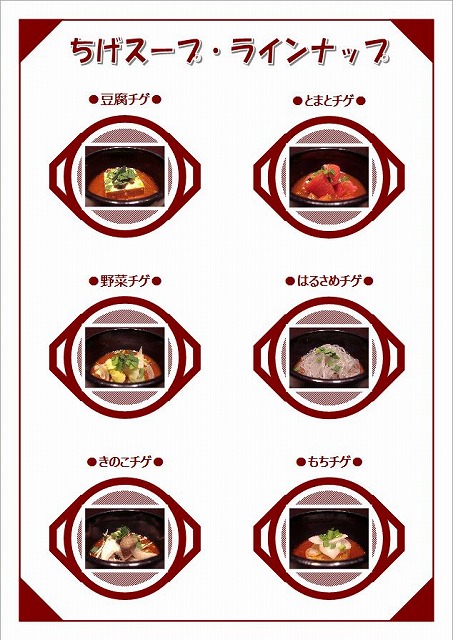 ちげスープ・ラインナップ
●豆腐チゲ●
●とまとチゲ●
●野菜チゲ●
●はるさめチゲ●
●きのこチゲ●
●もちチゲ●